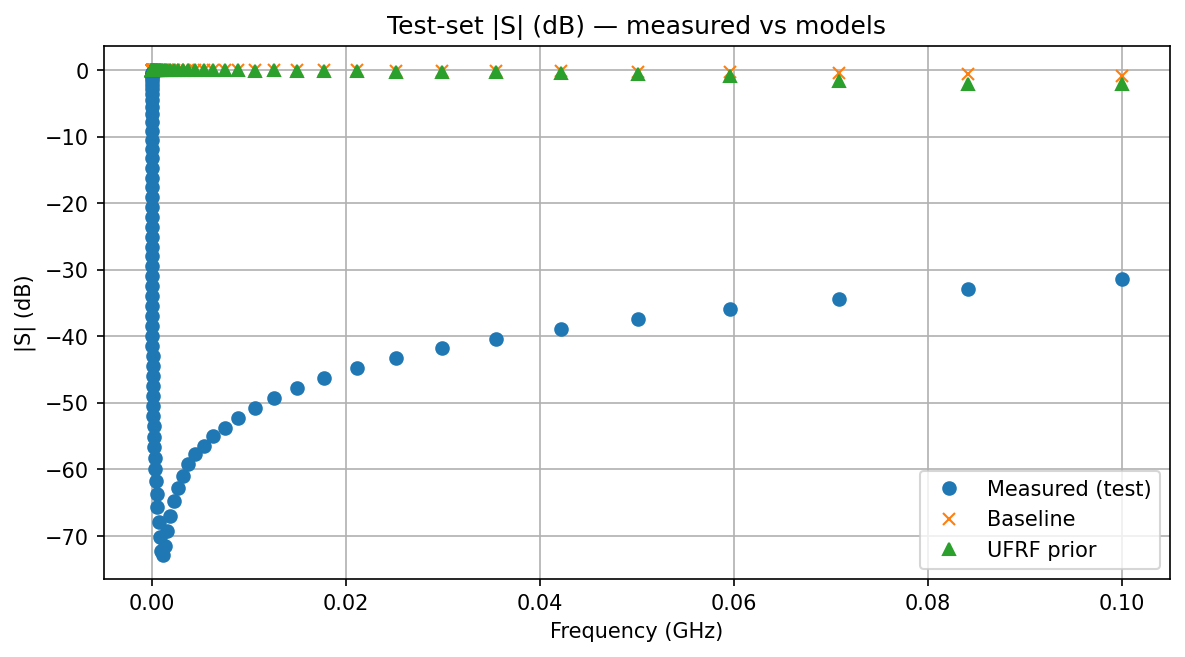 Test-set |S| (dB) — measured vs models
|S| (dB)
0
−10
−20
−30
−40
−50
−60
−70
0.00
0.02
0.04
0.06
0.08
0.10
Frequency (GHz)
Measured (test)
Baseline
UFRF prior